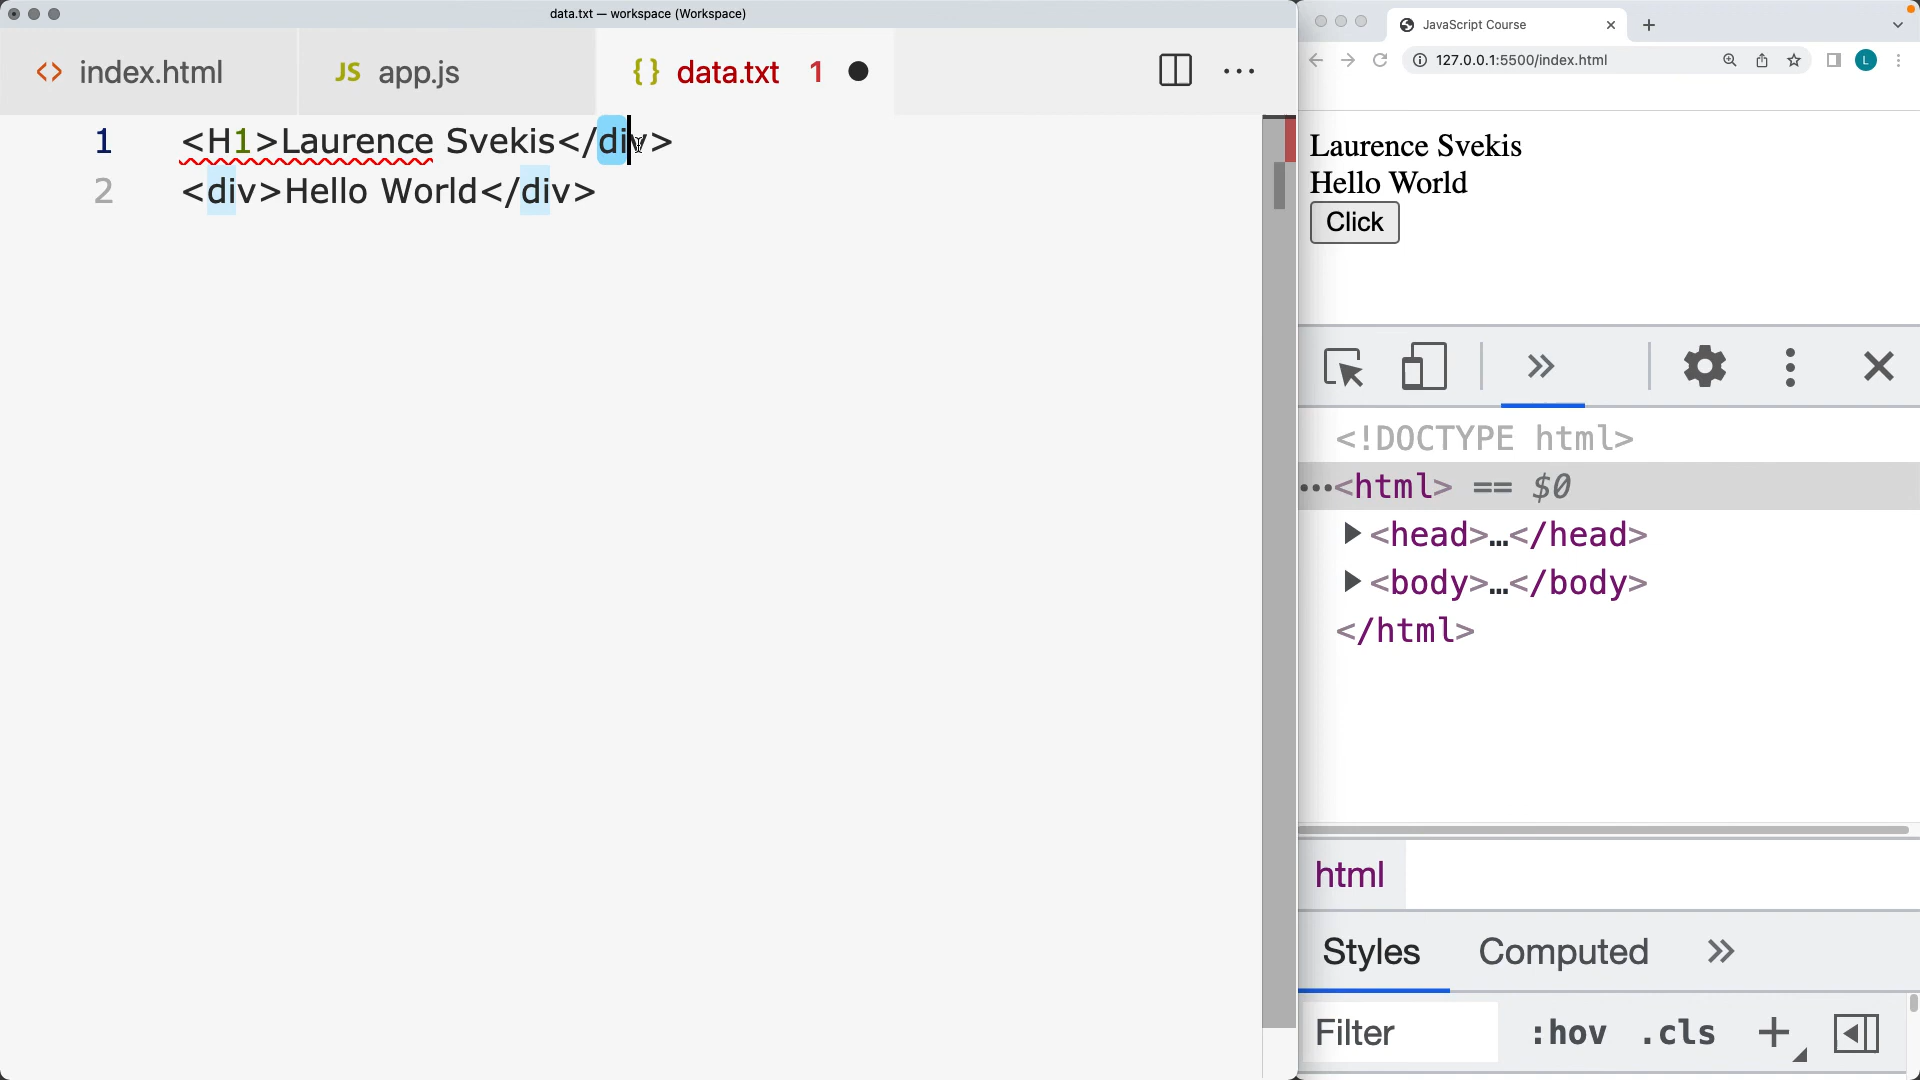 data.txt — workspace (Workspace)
index.html
JS app.js
{} data.txt 1
1 <H1>Laurence Svekis</div>
2 <div>Hello World</div>
JavaScript Course
127.0.0.1:5500/index.html
L
Laurence Svekis
Hello World
Click
<!DOCTYPE html>
<html> == $0
<head>…</head>
<body>…</body>
</html>
html
Styles Computed
Filter :hov .cls